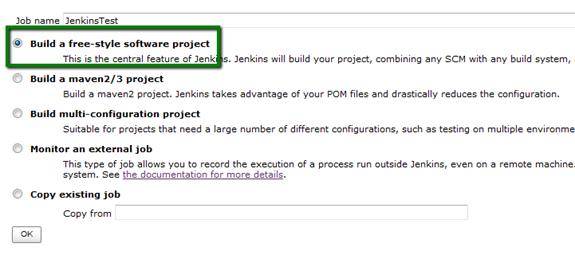 Job name JenkinsTest
Build a free-style software project
This is the central feature of Jenkins. Jenkins will build your project, combining any SCM with any build system,
Build a maven2/3 project
Build a maven2 project. Jenkins takes advantage of your POM files and drastically reduces the configuration.
Build multi-configuration project
Suitable for projects that need a large number of different configurations, such as testing on multiple environme
Monitor an external job
This type of job allows you to record the execution of a process run outside Jenkins, even on a remote machine.
system. See the documentation for more details.
Copy existing job
Copy from
OK